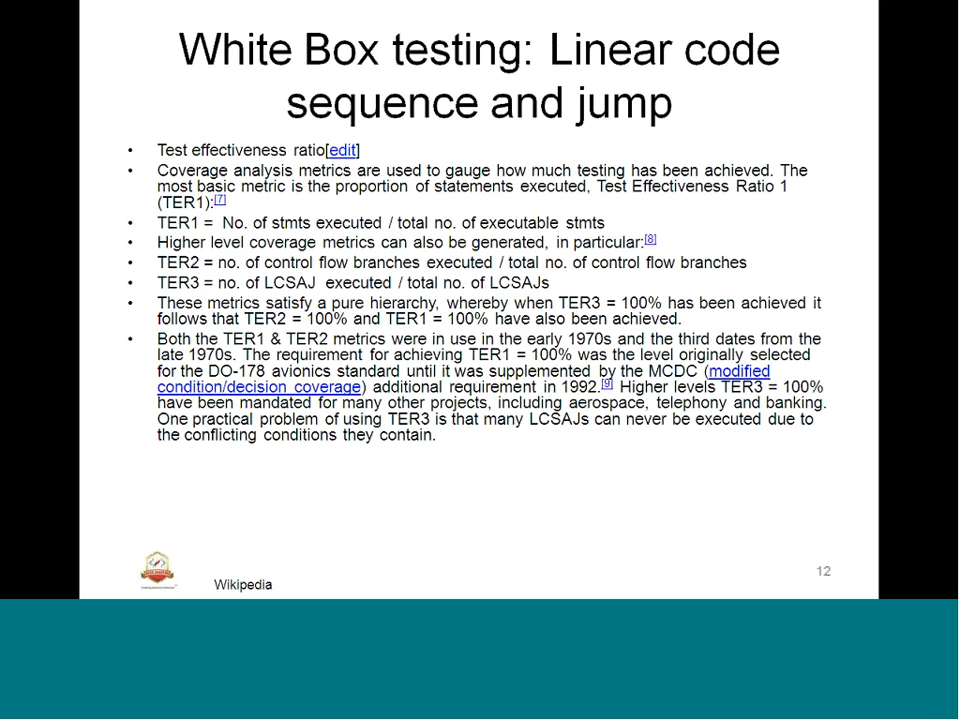 White Box testing: Linear code
sequence and jump
• Test effectiveness ratio[edit]
• Coverage analysis metrics are used to gauge how much testing has been achieved. The
most basic metric is the proportion of statements executed, Test Effectiveness Ratio 1
(TER1):[7]
• TER1 = No. of stmts executed / total no. of executable stmts
• Higher level coverage metrics can also be generated, in particular:[8]
• TER2 = no. of control flow branches executed / total no. of control flow branches
• TER3 = no. of LCSAJ executed / total no. of LCSAJs
• These metrics satisfy a pure hierarchy, whereby when TER3 = 100% has been achieved it
follows that TER2 = 100% and TER1 = 100% have also been achieved.
• Both the TER1 & TER2 metrics were in use in the early 1970s and the third dates from the
late 1970s. The requirement for achieving TER1 = 100% was the level originally selected
for the DO-178 avionics standard until it was supplemented by the MCDC (modified
condition/decision coverage) additional requirement in 1992.[9] Higher levels TER3 = 100%
have been mandated for many other projects, including aerospace, telephony and banking.
One practical problem of using TER3 is that many LCSAJs can never be executed due to
the conflicting conditions they contain.
12
Wikipedia